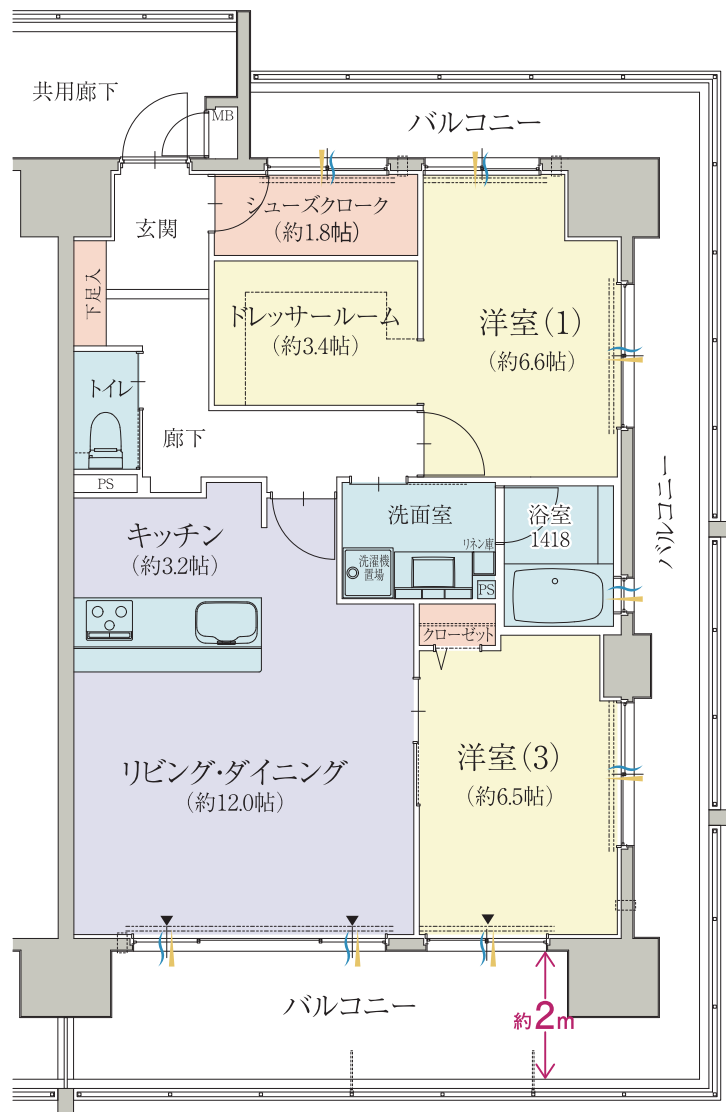 共用廊下
MB
バルコニー
玄関
シューズクローク
(約1.8帖)
下足入
ドレッサールーム
(約3.4帖)
洋室(1)
(約6.6帖)
トイレ
廊下
PS
キッチン
(約3.2帖)
洗面室
リネン庫
洗濯機
置場
PS
浴室
1418
バルコニー
クローゼット
リビング・ダイニング
(約12.0帖)
洋室(3)
(約6.5帖)
バルコニー
約2m